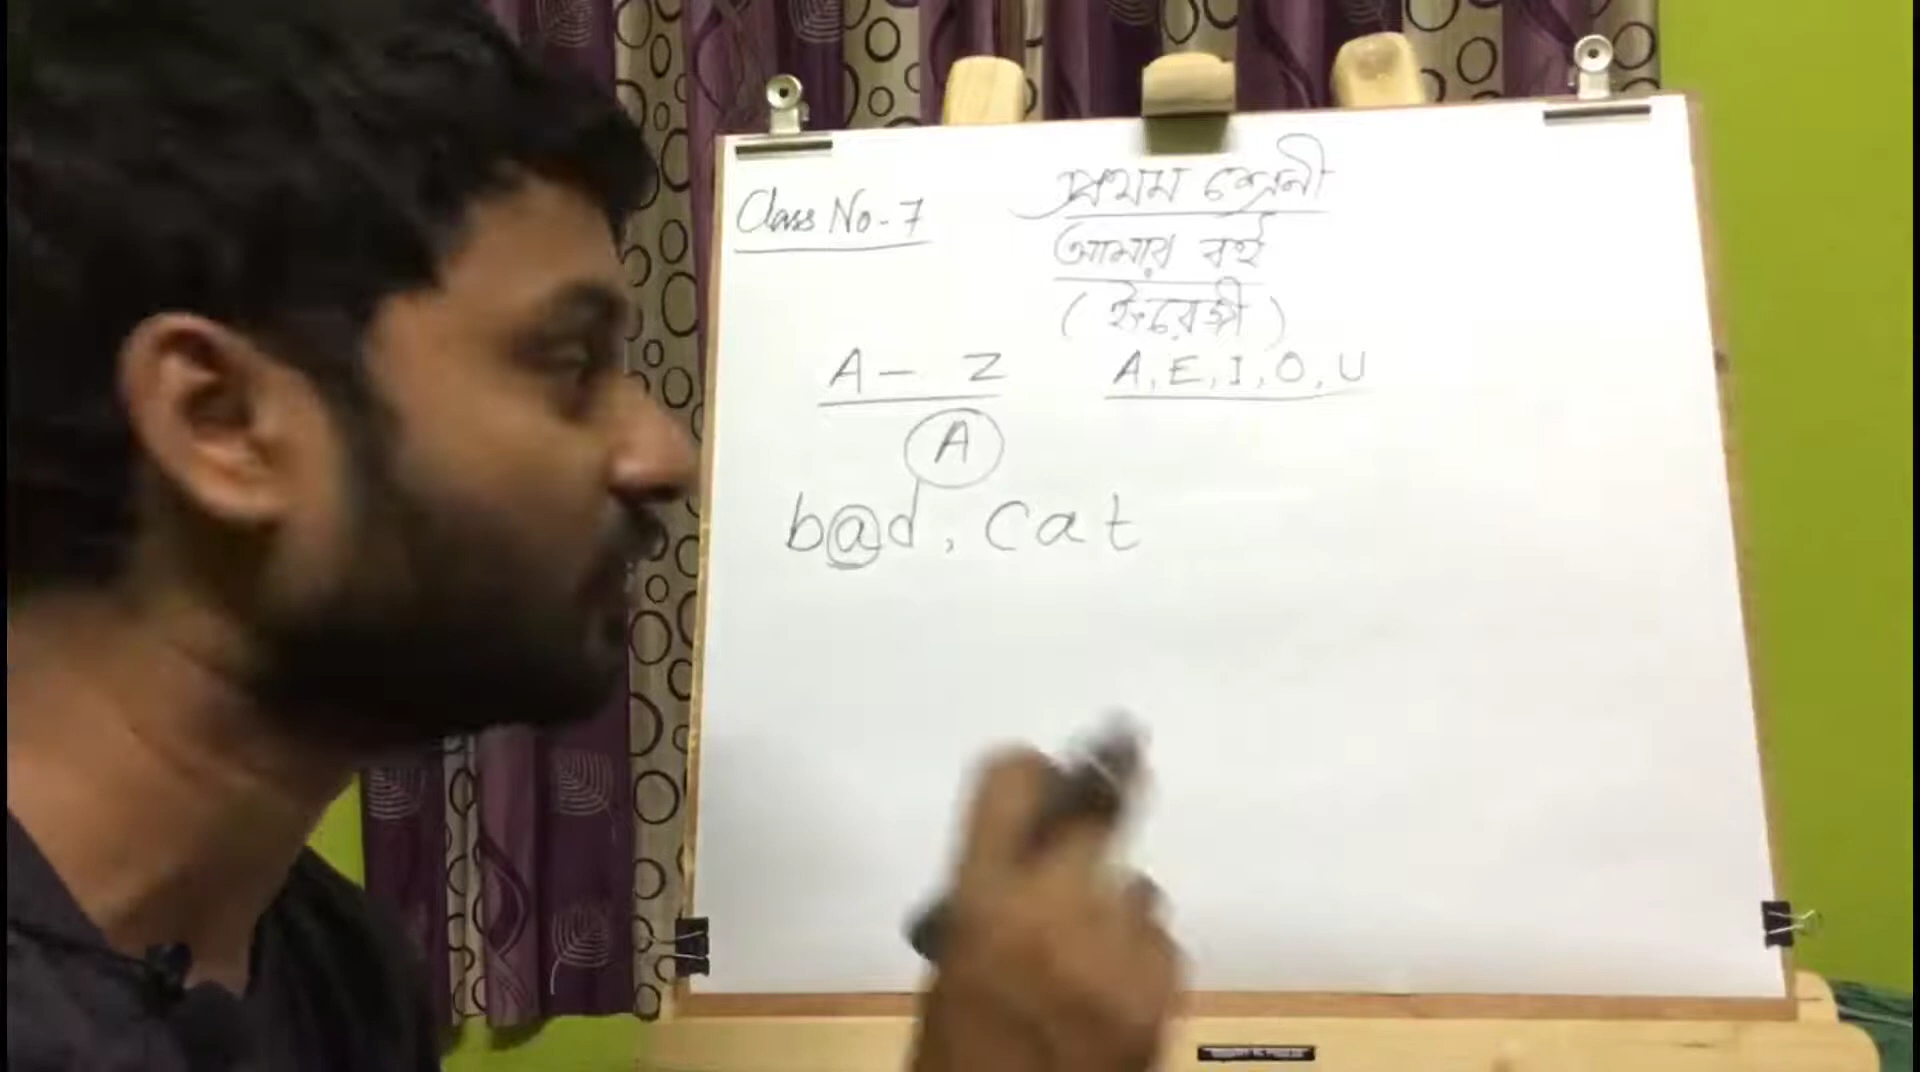 Class No-7
প্রথম শ্রেনী
আমার বই
(ইংরেজী)
A - Z
A, E, I, O, U
A
bad, cat